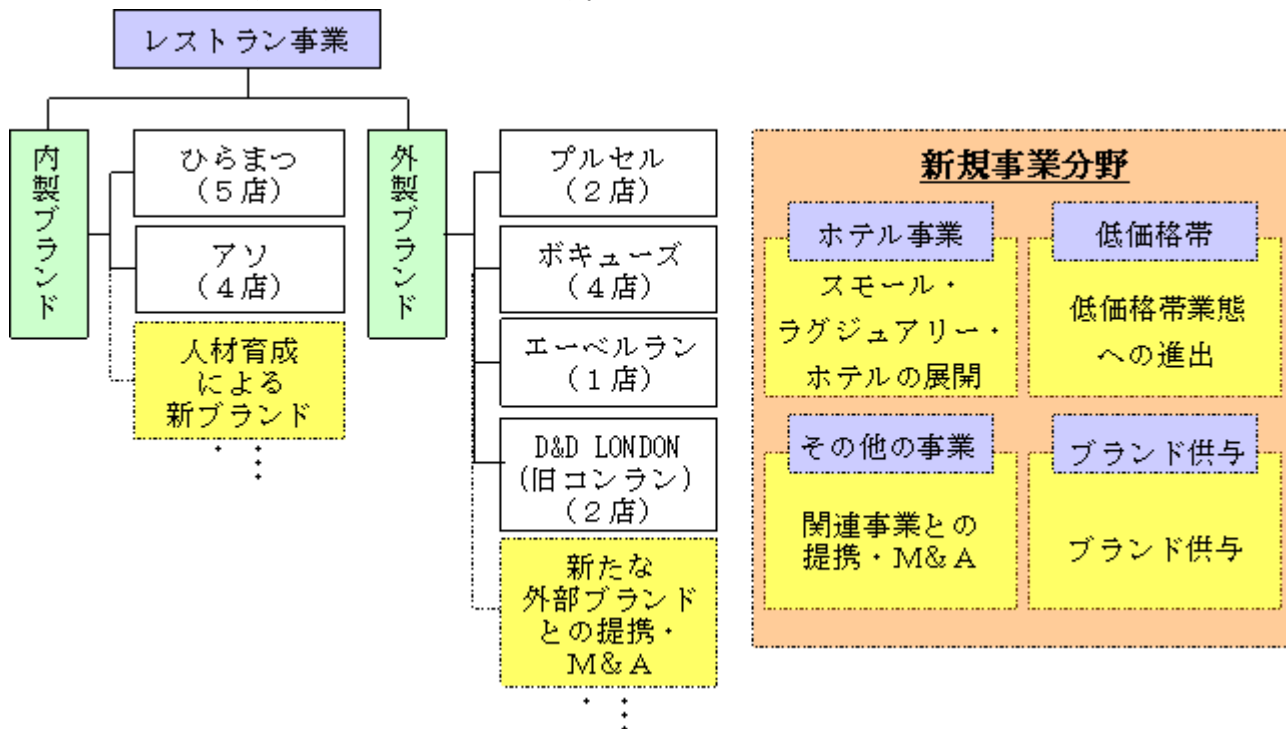 レストラン事業
内製ブランド
ひらまつ
(5店)
アソ
(4店)
人材育成
による
新ブランド
外製ブランド
プルセル
(2店)
ボキューズ
(4店)
エーベルラン
(1店)
D&D LONDON
(旧コンラン)
(2店)
新たな
外部ブランド
との提携・
M&A
新規事業分野
ホテル事業
スモール・
ラグジュアリー・
ホテルの展開
低価格帯
低価格帯業態
への進出
その他の事業
関連事業との
提携・M&A
ブランド供与
ブランド供与